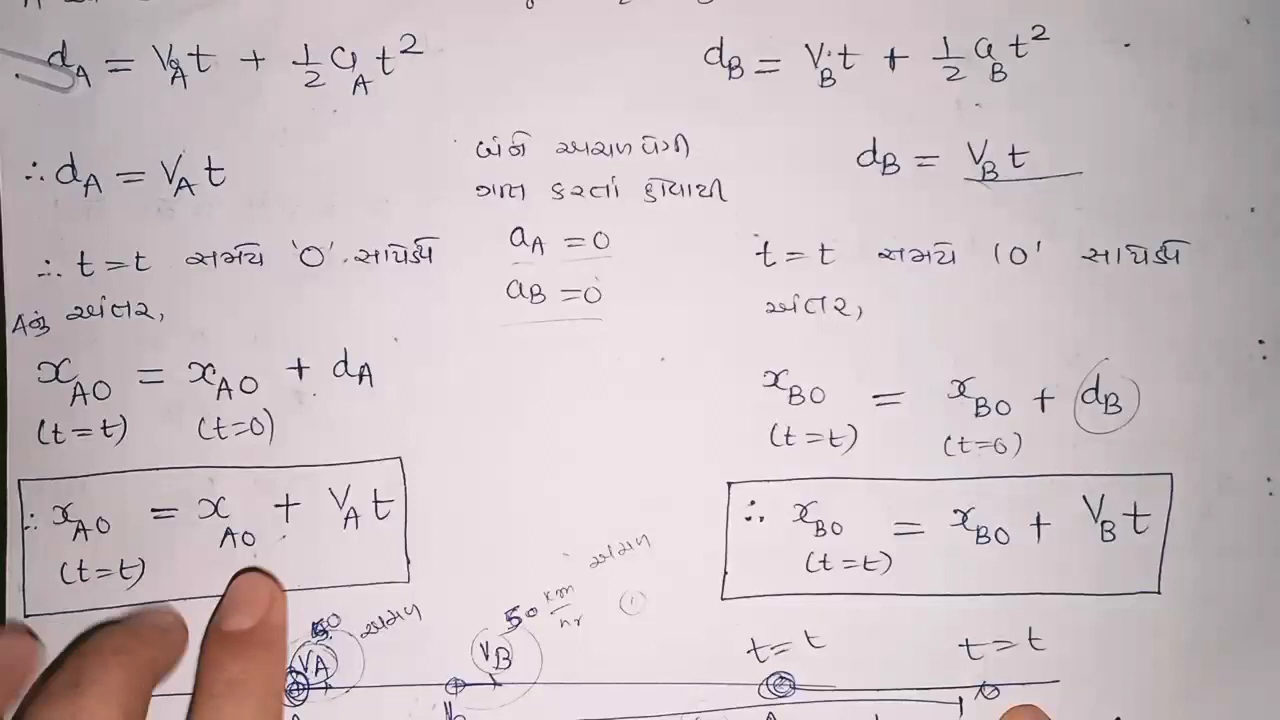 d_A = V_A t + 1/2 a_A t²
∴ d_A = V_A t
∴ t = t સમયે 'O' સાપેક્ષે
Aનું અંતર,
x_AO (t=t) = x_AO (t=0) + d_A
∴ x_AO (t=t) = x_AO + V_A t
બંને અચળ વેગથી
ગતિ કરતાં હોવાથી
a_A = 0
a_B = 0
d_B = V_B t + 1/2 a_B t²
d_B = V_B t
t = t સમયે 'O' સાપેક્ષે
અંતર,
x_BO (t=t) = x_BO (t=0) + d_B
∴ x_BO (t=t) = x_BO + V_B t
અચળ
V_A
અચળ
50 km/hr
V_B
t = t
t = t